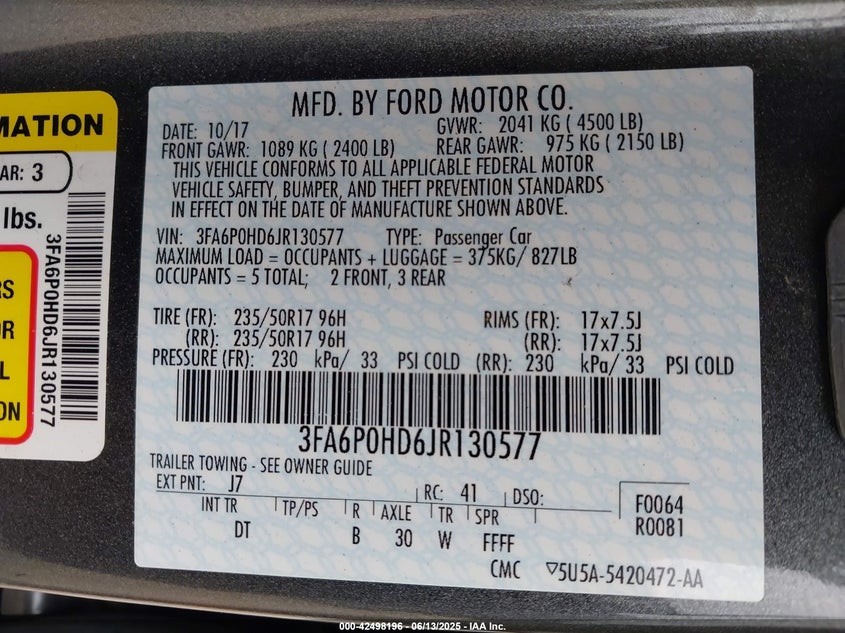 MATION
AR: 3
lbs.
RS
OR
L
ON
3FA6P0HD6JR130577
MFD. BY FORD MOTOR CO.
DATE: 10/17 GVWR: 2041 KG ( 4500 LB)
FRONT GAWR: 1089 KG ( 2400 LB) REAR GAWR: 975 KG ( 2150 LB)
THIS VEHICLE CONFORMS TO ALL APPLICABLE FEDERAL MOTOR
VEHICLE SAFETY, BUMPER, AND THEFT PREVENTION STANDARDS
IN EFFECT ON THE DATE OF MANUFACTURE SHOWN ABOVE.
VIN: 3FA6P0HD6JR130577 TYPE: Passenger Car
MAXIMUM LOAD = OCCUPANTS + LUGGAGE = 375KG/ 827LB
OCCUPANTS = 5 TOTAL; 2 FRONT, 3 REAR
TIRE (FR): 235/50R17 96H RIMS (FR): 17x7.5J
(RR): 235/50R17 96H (RR): 17x7.5J
PRESSURE (FR): 230 kPa/ 33 PSI COLD (RR): 230 kPa/ 33 PSI COLD
3FA6P0HD6JR130577
TRAILER TOWING - SEE OWNER GUIDE
EXT PNT: J7 RC: 41 DSO:
INT TR TP/PS R AXLE TR SPR
DT B 30 W FFFF
F0064
R0081
CMC ▽5U5A-5420472-AA
000-42498196 - 06/13/2025 - IAA Inc.